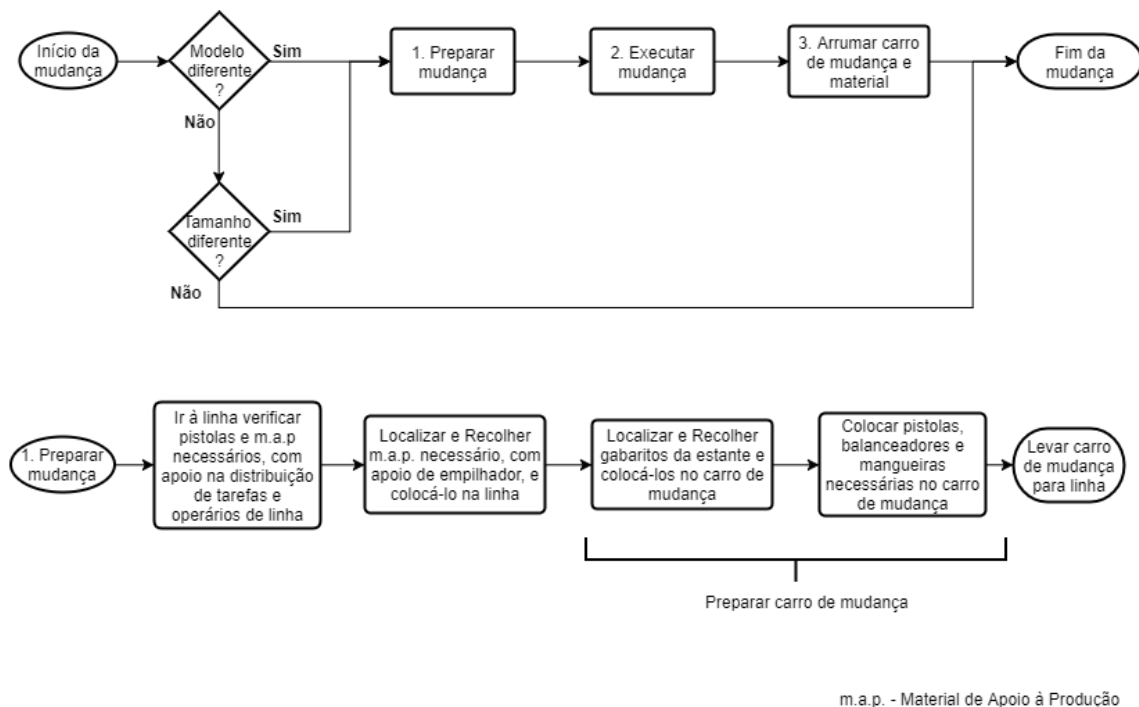 Início da
mudança
Modelo
diferente
?
Sim
Não
1. Preparar
mudança
2. Executar
mudança
3. Arrumar carro
de mudança e
material
Fim da
mudança
Tamanho
diferente
?
Sim
Não
1. Preparar
mudança
Ir à linha verificar
pistolas e m.a.p
necessários, com
apoio na distribuição
de tarefas e
operários de linha
Localizar e Recolher
m.a.p. necessário, com
apoio de empilhador, e
colocá-lo na linha
Localizar e Recolher
gabaritos da estante e
colocá-los no carro de
mudança
Colocar pistolas,
balanceadores e
mangueiras
necessárias no carro
de mudança
Levar carro
de mudança
para linha
Preparar carro de mudança
m.a.p. - Material de Apoio à Produção